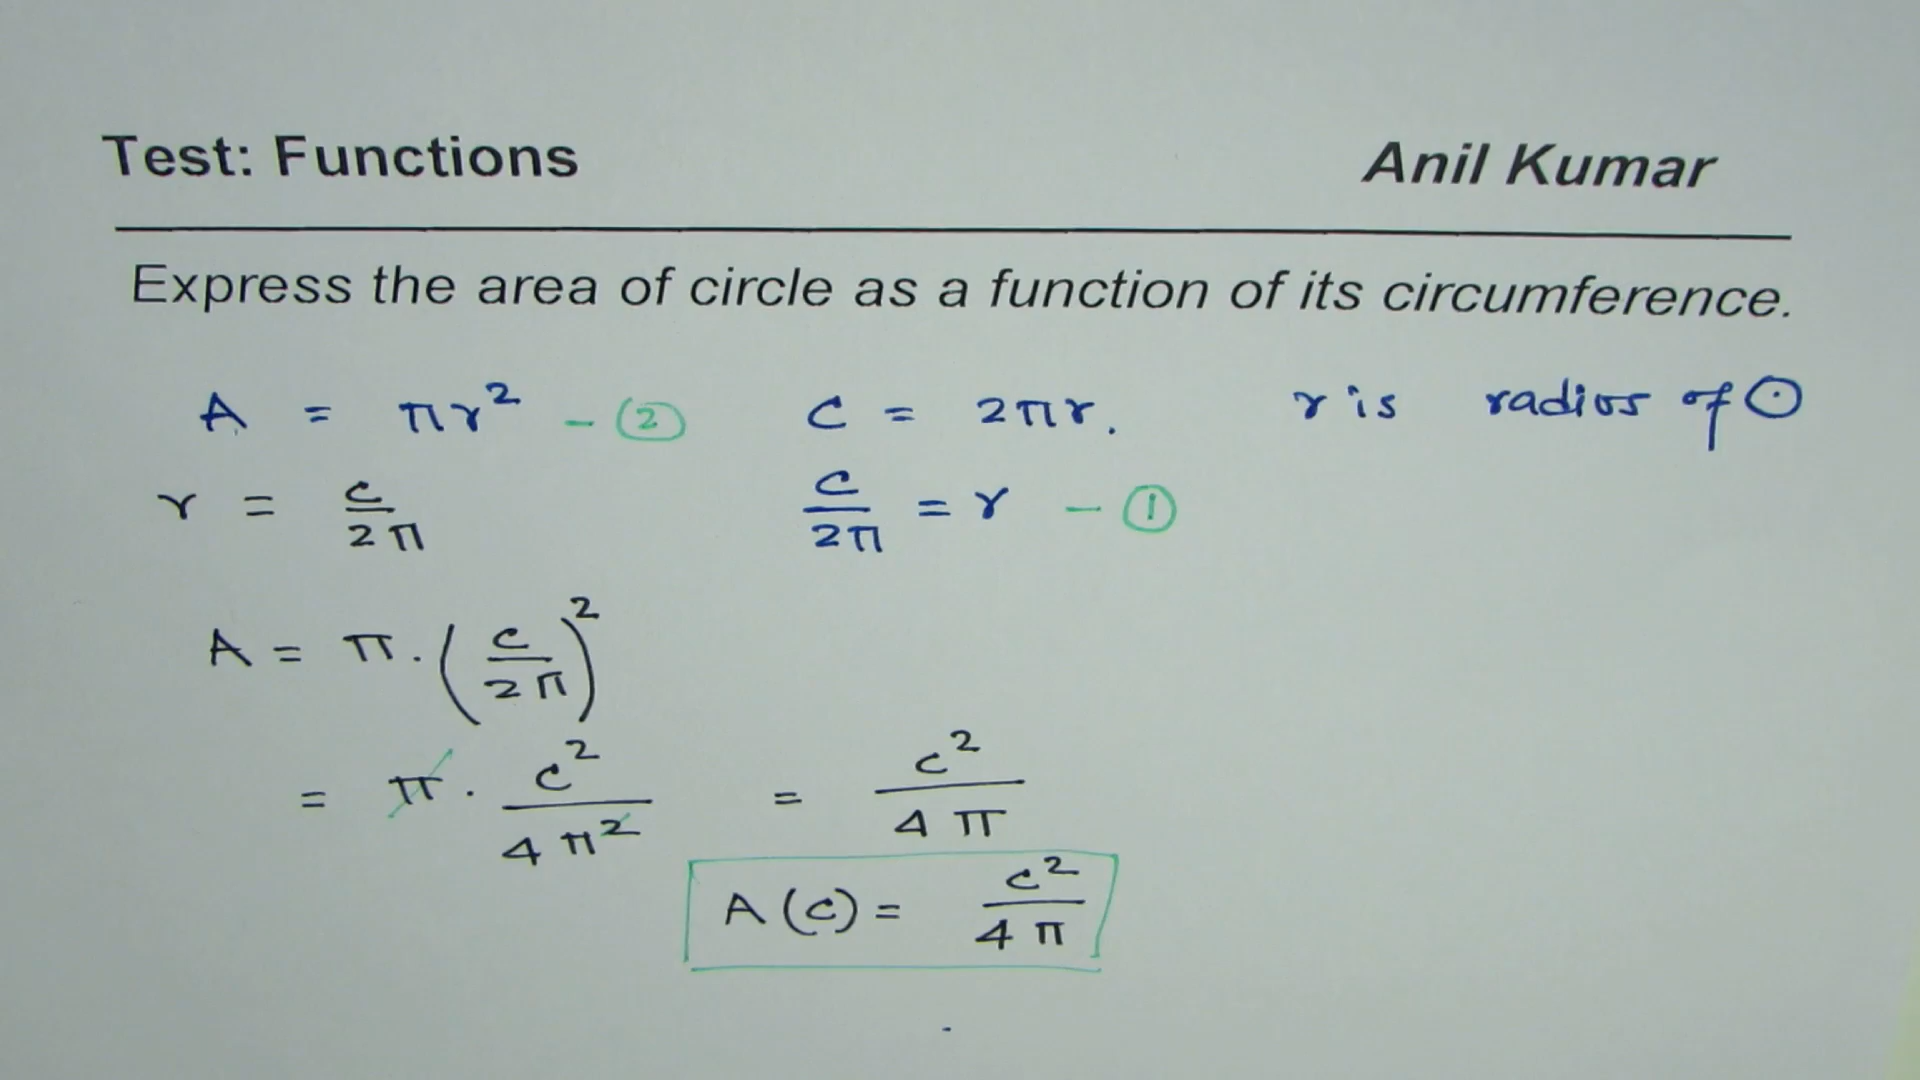 Test: Functions Anil Kumar
Express the area of circle as a function of its circumference.
A = πr² - ② C = 2πr. r is radios of ⊙
r = c/2π C/2π = r - ①
A = π . (c/2π)²
= π . c²/4π² = c²/4π
A(c) = c²/4π